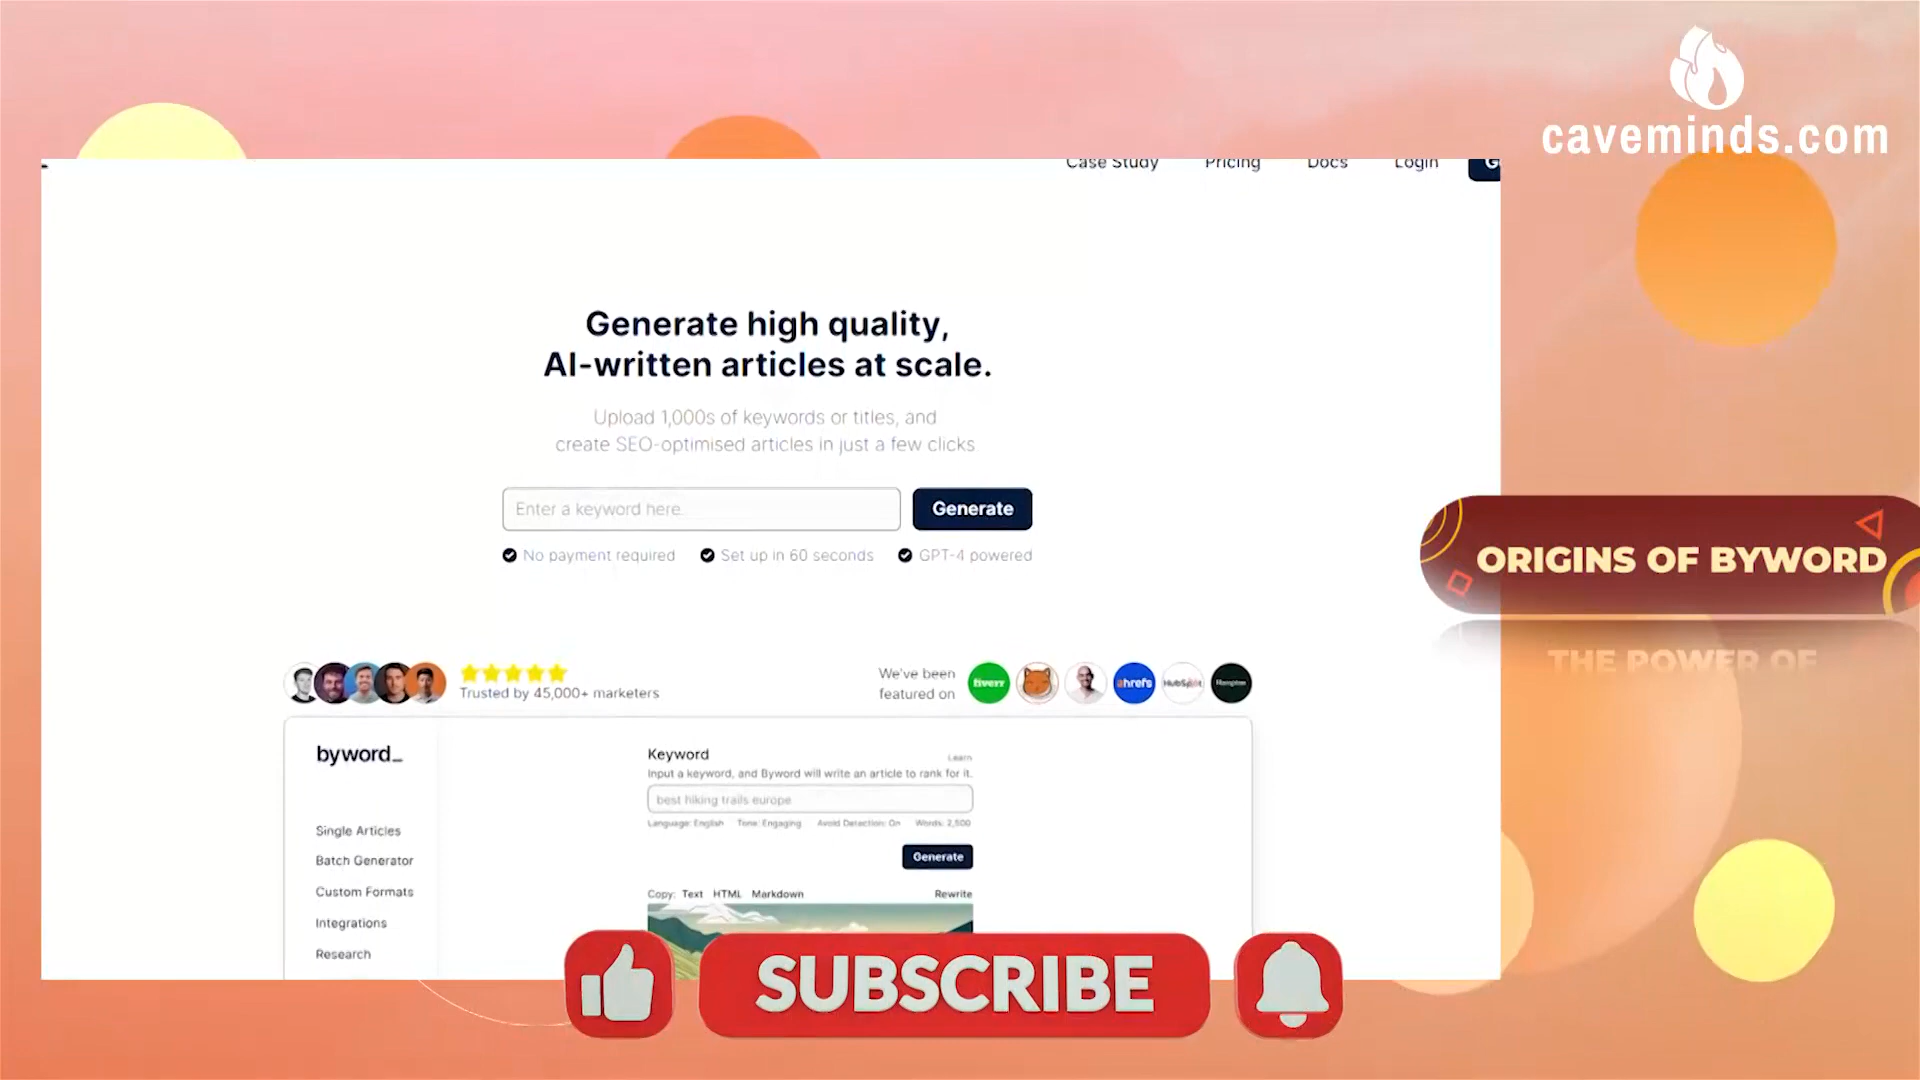 caveminds.com
Case Study Pricing Docs Login G
Generate high quality,
AI-written articles at scale.
Upload 1,000s of keywords or titles, and
create SEO-optimised articles in just a few clicks
Enter a keyword here. Generate
No payment required Set up in 60 seconds GPT-4 powered
ORIGINS OF BYWORD
THE POWER OF
Trusted by 45,000+ marketers
We've been
featured on
fiverr ahrefs HubSpot Hampton
byword_
Single Articles
Batch Generator
Custom Formats
Integrations
Research
Keyword Learn
Input a keyword, and Byword will write an article to rank for it.
best hiking trails europe
Language: English Tone: Engaging Avoid Detection: On Words: 2,500
Generate
Copy: Text HTML Markdown Rewrite
SUBSCRIBE